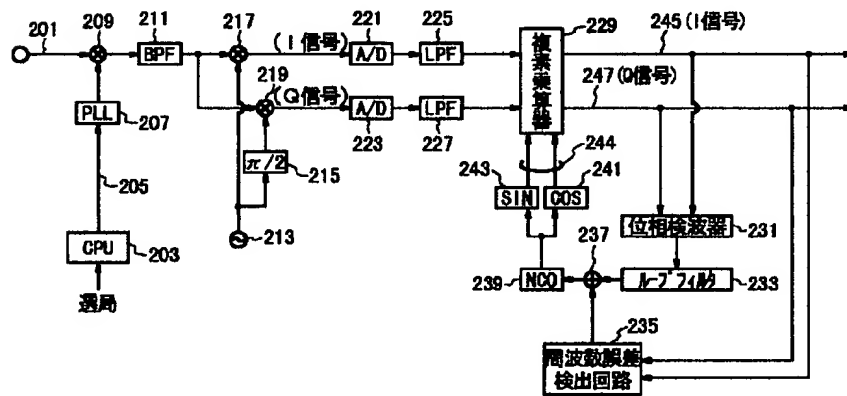 201
209
211
BPF
217
(I信号)
221
A/D
225
LPF
複素乗算器
229
245(I信号)
219
(Q信号)
A/D
223
LPF
227
247(Q信号)
PLL
207
π/2
215
205
213
244
243
SIN
COS
241
CPU
203
選局
位相検波器
231
237
NCO
239
ループフィルタ
233
235
周波数誤差
検出回路